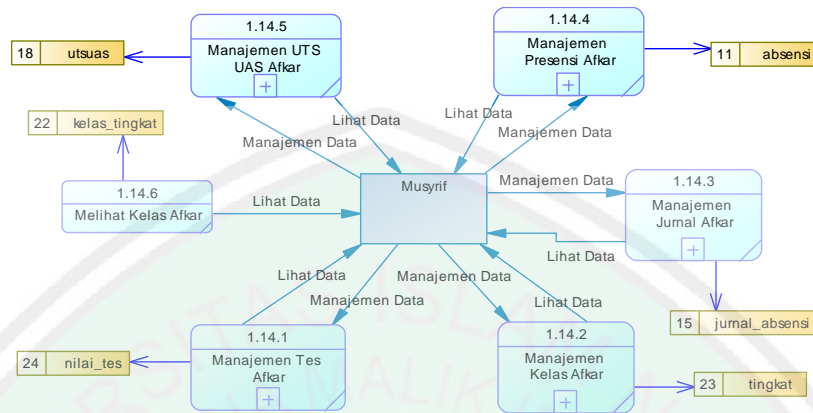 1.14.5
Manajemen UTS
UAS Afkar
18 utsuas
1.14.4
Manajemen
Presensi Afkar
11 absensi
Lihat Data
Manajemen Data
Lihat Data
Manajemen Data
22 kelas_tingkat
1.14.6
Melihat Kelas Afkar
Lihat Data
Musyrif
Manajemen Data
1.14.3
Manajemen
Jurnal Afkar
Lihat Data
15 jurnal_absensi
Lihat Data
Manajemen Data
Manajemen Data
Lihat Data
1.14.1
Manajemen Tes
Afkar
24 nilai_tes
1.14.2
Manajemen
Kelas Afkar
23 tingkat